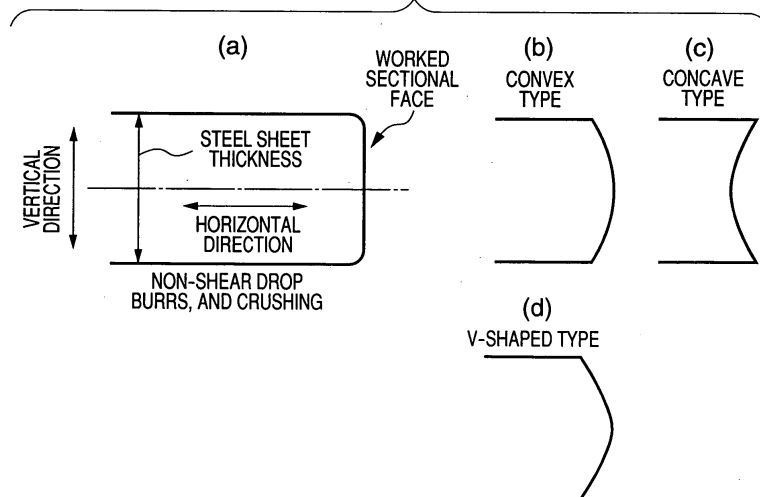 (a)
WORKED
SECTIONAL
FACE
STEEL SHEET
THICKNESS
VERTICAL
DIRECTION
HORIZONTAL
DIRECTION
NON-SHEAR DROP
BURRS, AND CRUSHING
(b)
CONVEX
TYPE
(c)
CONCAVE
TYPE
(d)
V-SHAPED TYPE